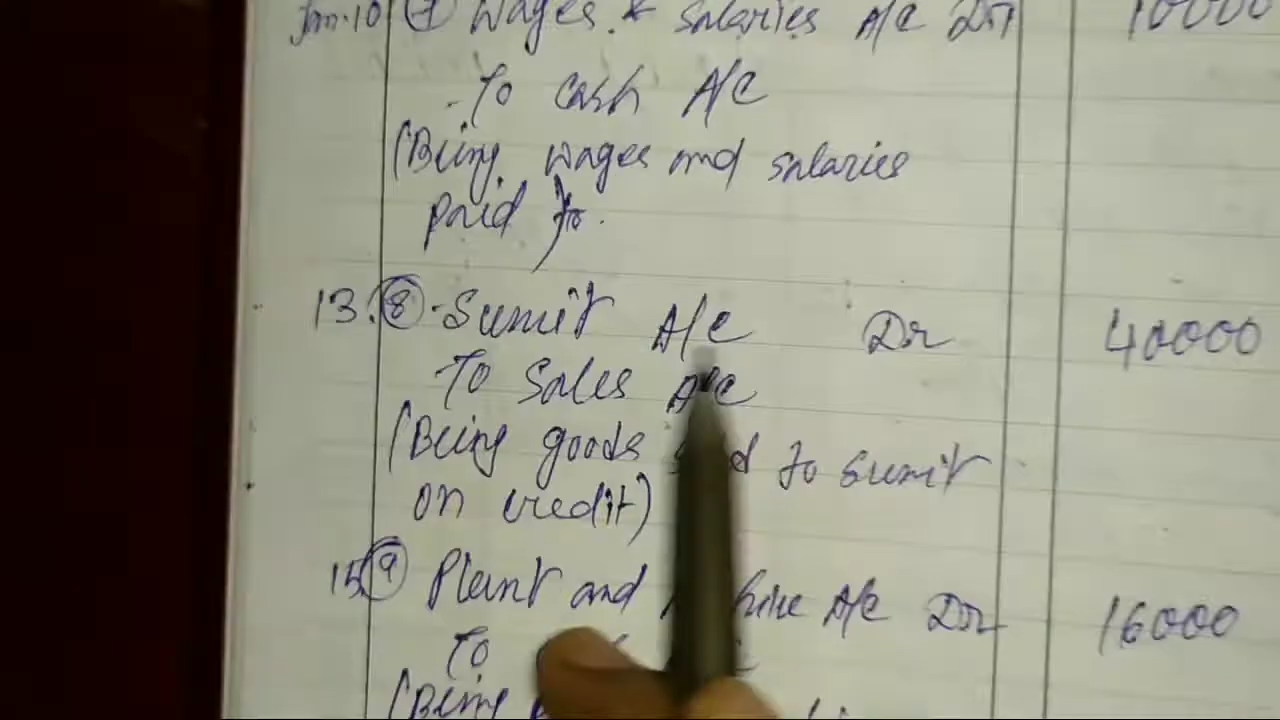 Jan.10 (7) Wages & Salaries A/C Dr 10000
To cash A/C
(Being wages and salaries
paid
13. (8) Sumit A/C Dr 40000
To Sales A/C
(Being goods to Sumit
on credit)
15 (9) Plant and A/C Dr 16000
To
(Being